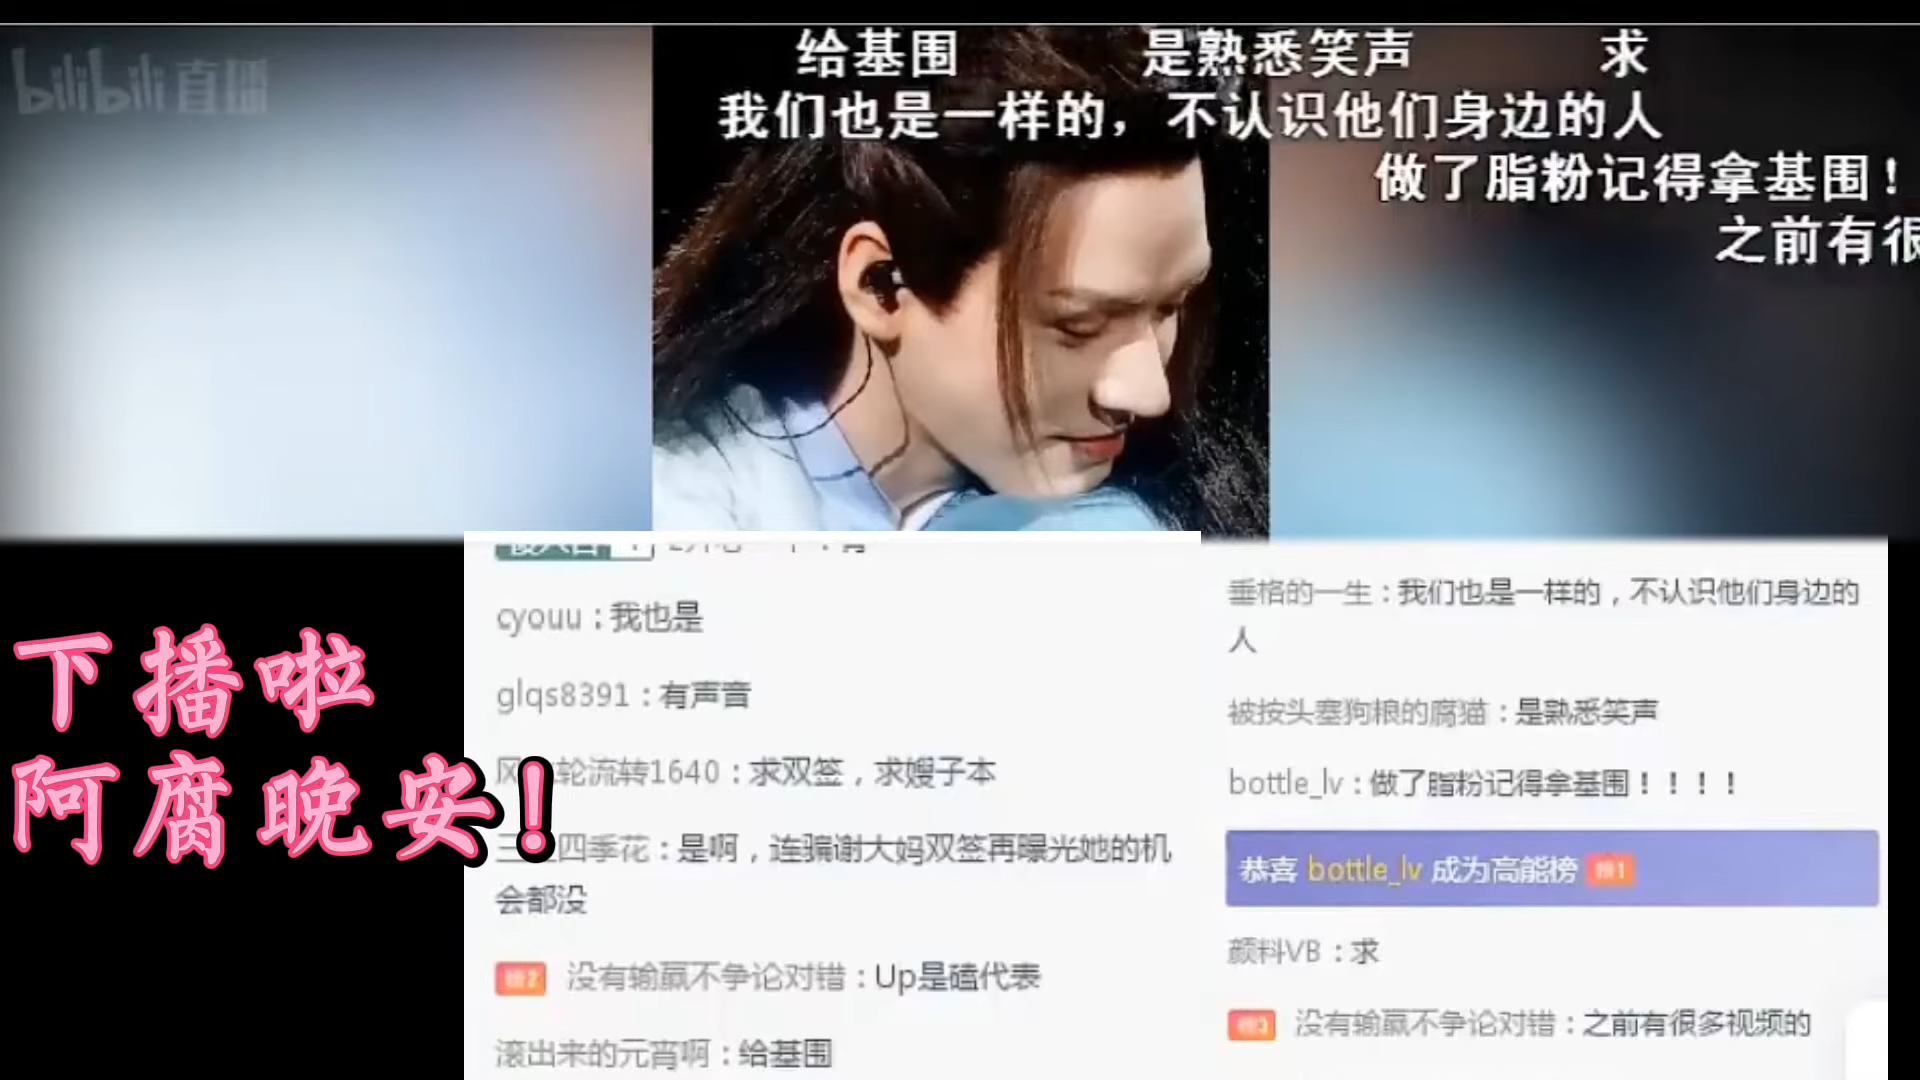 bilibili直播
给基围
是熟悉笑声
求
我们也是一样的，不认识他们身边的人
做了脂粉记得拿基围！
之前有很
下播啦
阿腐晚安！
cyouu：我也是
glqs8391：有声音
轮流转1640：求双签，求嫂子本
四季花：是啊，连骗谢大妈双签再曝光她的机
会都没
榜2 没有输赢不争论对错：Up是磕代表
滚出来的元宵啊：给基围
垂格的一生：我们也是一样的，不认识他们身边的
人
被按头塞狗粮的腐猫：是熟悉笑声
bottle_lv：做了脂粉记得拿基围！！！！
恭喜 bottle_lv 成为高能榜 榜1
颜料VB：求
榜3 没有输赢不争论对错：之前有很多视频的